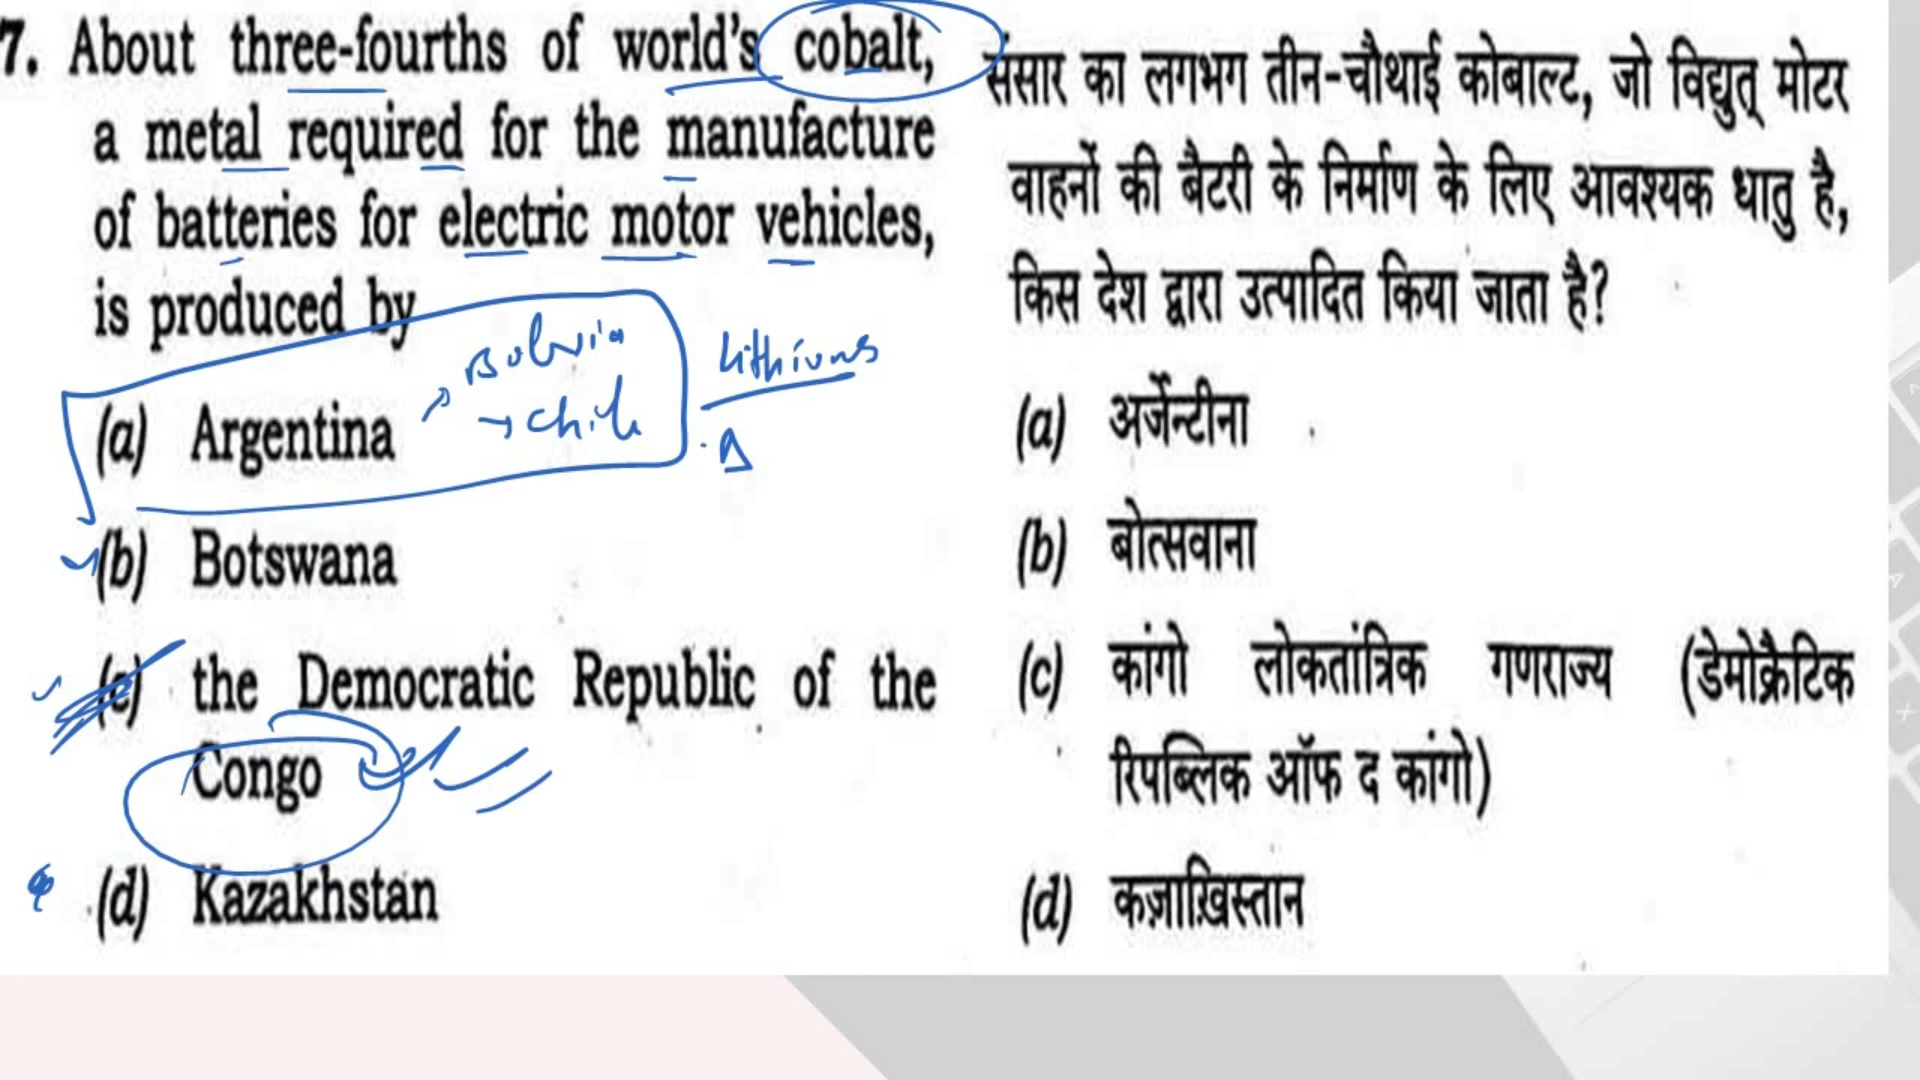 7. About three-fourths of world's cobalt,
a metal required for the manufacture
of batteries for electric motor vehicles,
is produced by
Bolivia
Lithium
(a) Argentina → Chile
(b) Botswana
(c) the Democratic Republic of the
Congo
(d) Kazakhstan
संसार का लगभग तीन-चौथाई कोबाल्ट, जो विद्युत् मोटर
वाहनों की बैटरी के निर्माण के लिए आवश्यक धातु है,
किस देश द्वारा उत्पादित किया जाता है?
(a) अर्जेन्टीना
(b) बोत्सवाना
(c) कांगो लोकतांत्रिक गणराज्य (डेमोक्रैटिक
रिपब्लिक ऑफ द कांगो)
(d) कज़ाख़िस्तान